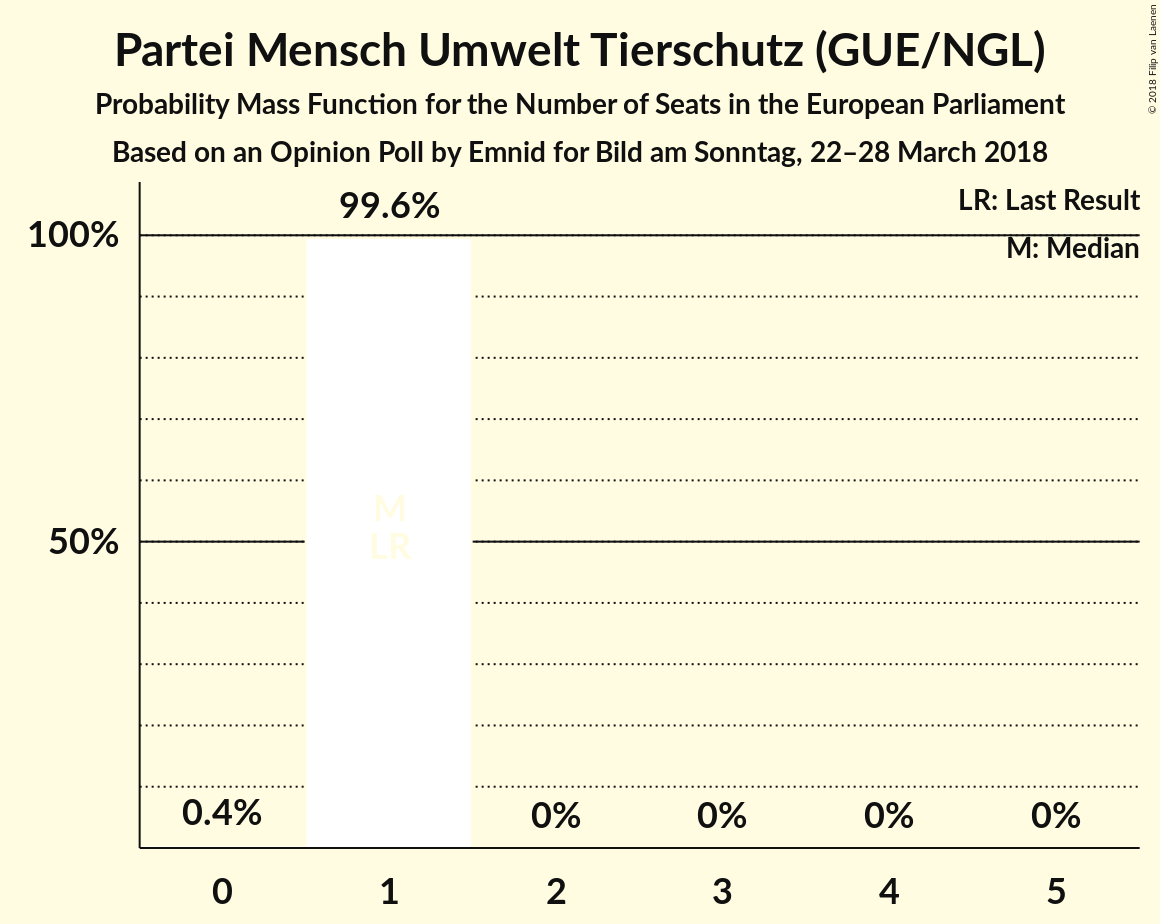 Partei Mensch Umwelt Tierschutz (GUE/NGL)
Probability Mass Function for the Number of Seats in the European Parliament
Based on an Opinion Poll by Emnid for Bild am Sonntag, 22–28 March 2018
© 2018 Filip van Laenen
LR: Last Result
M: Median
99.6%
100%
M
LR
50%
0.4%
0%
0%
0%
0%
0
1
2
3
4
5